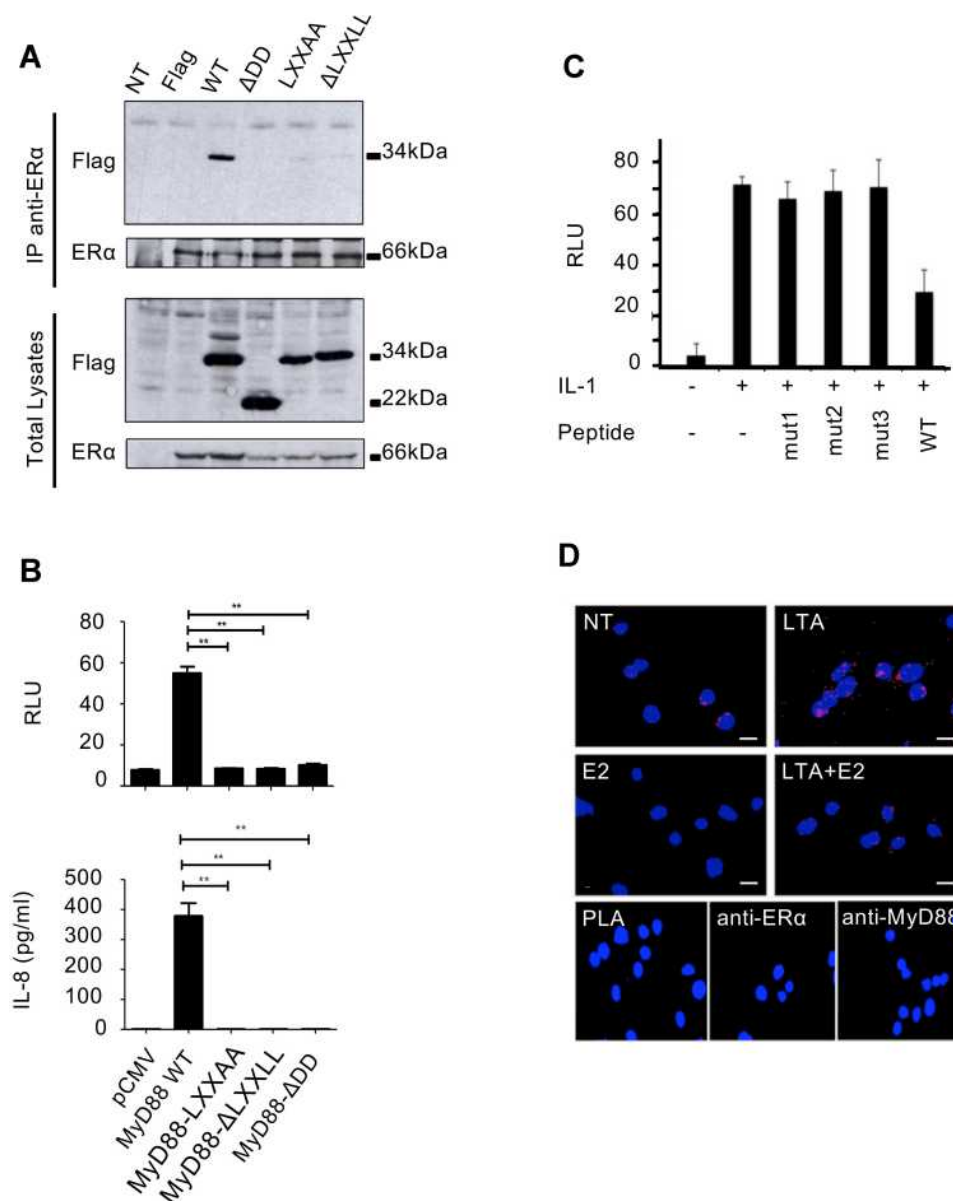 A
NT Flag WT ΔDD LXXAA ΔLXXLL
IP anti-ERα
Flag
34kDa
ERα
66kDa
Total Lysates
Flag
34kDa
22kDa
ERα
66kDa
B
** 
**
**
RLU
80
60
40
20
0
**
**
**
IL-8 (pg/ml)
500
400
300
200
100
0
pCMV MyD88 WT MyD88-LXXAA MyD88-ΔLXXLL MyD88-ΔDD
C
RLU
80
60
40
20
0
IL-1 - + + + + +
Peptide - - mut1 mut2 mut3 WT
D
NT LTA
E2 LTA+E2
PLA anti-ERα anti-MyD88